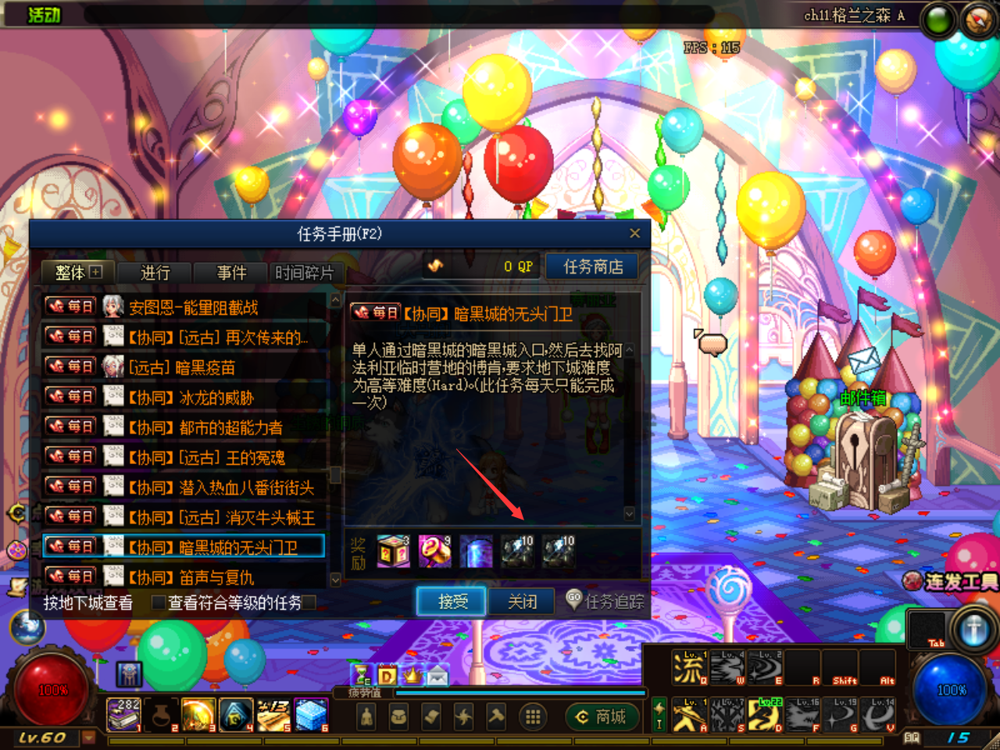 活动
ch11.格兰之森 A
FPS : 115
任务手册(F2)
整体
进行
事件
时间碎片
0 QP
任务商店
每日 安图恩-能量阻截战
每日 【协同】[远古] 再次传来的...
每日 [远古] 暗黑疫苗
每日 【协同】冰龙的威胁
每日 【协同】都市的超能力者
每日 【协同】[远古] 王的冤魂
每日 【协同】潜入热血八番街街头
每日 【协同】[远古] 消灭牛头械王
每日 【协同】暗黑城的无头门卫
每日 【协同】笛声与复仇
每日 【协同】暗黑城的无头门卫
单人通过暗黑城的暗黑城入口,然后去找阿
法利亚临时营地的博肯,要求地下城难度
为高等难度(Hard)。(此任务每天只能完成
一次)
奖励
3
9
10
10
按地下城查看
查看符合等级的任务
接受
关闭
GO 任务追踪
邮件箱
连发工具
Tab
100%
Lv.60
282
1
2
3
4
5
6
E
D
疲劳值
商城
流
Lv. 1
Q
Lv. 4
W
Lv. 2
E
R
Shift
Alt
Lv. 1
A
Lv.17
S
Lv.22
D
Lv.16
F
Lv.19
G
Lv.14
V
100%
SP
15